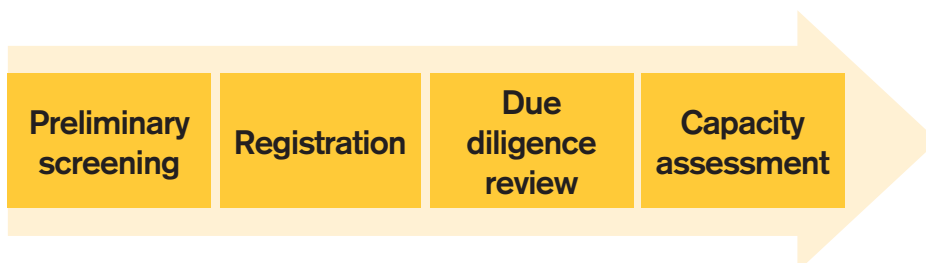 Preliminary
screening
Registration
Due
diligence
review
Capacity
assessment